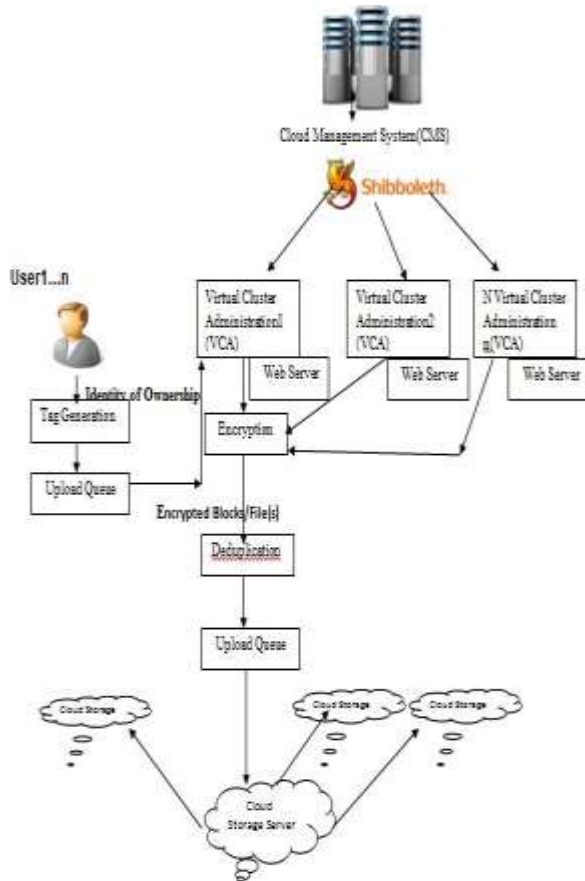 Cloud Management System(CMS)
Shibboleth.
User1...n
Virtual Cluster
Administration1
(VCA)
Virtual Cluster
Administration2
(VCA)
N Virtual Cluster
Administration
n(VCA)
Web Server
Web Server
Web Server
Identity of Ownership
Tag Generation
Encryption
Upload Queue
Encrypted Blocks/File(s)
Deduplication
Upload Queue
Cloud Storage
Cloud Storage
Cloud Storage
Cloud
Storage Server